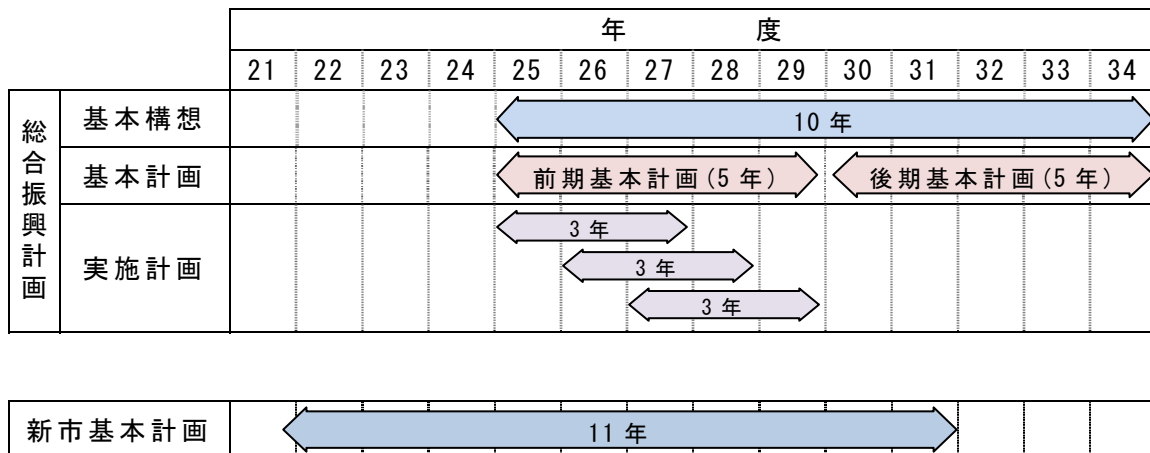 年度
21 22 23 24 25 26 27 28 29 30 31 32 33 34
総合振興計画
基本構想
10年
基本計画
前期基本計画(5年)
後期基本計画(5年)
実施計画
3年
3年
3年
新市基本計画
11年